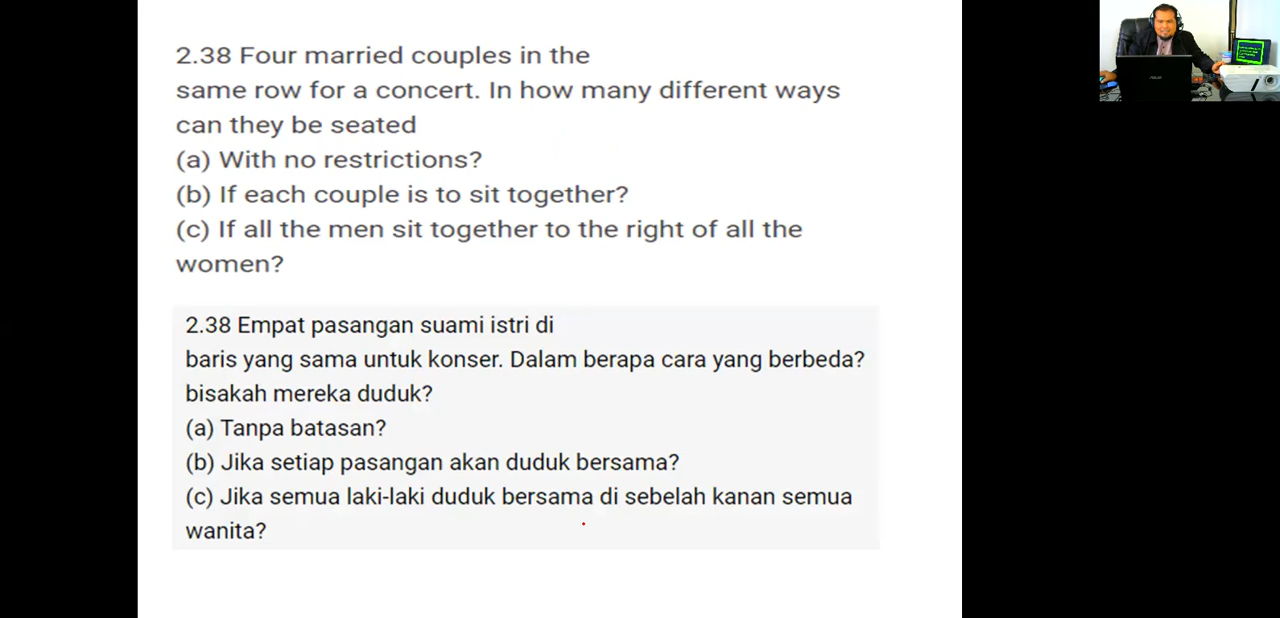 2.38 Four married couples in the
same row for a concert. In how many different ways
can they be seated
(a) With no restrictions?
(b) If each couple is to sit together?
(c) If all the men sit together to the right of all the
women?
2.38 Empat pasangan suami istri di
baris yang sama untuk konser. Dalam berapa cara yang berbeda?
bisakah mereka duduk?
(a) Tanpa batasan?
(b) Jika setiap pasangan akan duduk bersama?
(c) Jika semua laki-laki duduk bersama di sebelah kanan semua
wanita?